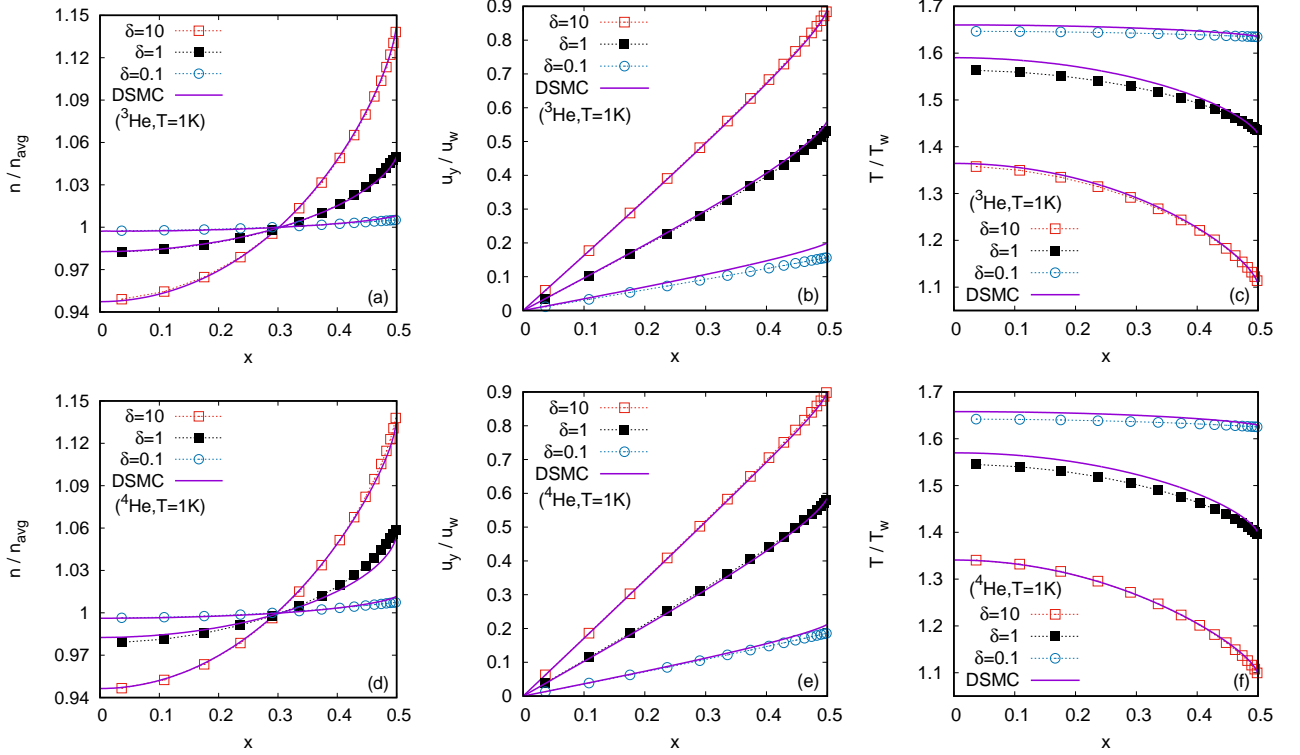 1.15
1.12
1.09
1.06
1.03
1
0.97
0.94
n / n_avg
δ=10
δ=1
δ=0.1
DSMC
(³He,T=1K)
(a)
0 0.1 0.2 0.3 0.4 0.5
x
0.9
0.8
0.7
0.6
0.5
0.4
0.3
0.2
0.1
0
u_y / u_w
δ=10
δ=1
δ=0.1
DSMC
(³He,T=1K)
(b)
0 0.1 0.2 0.3 0.4 0.5
x
1.7
1.6
1.5
1.4
1.3
1.2
1.1
T / T_w
(³He,T=1K)
δ=10
δ=1
δ=0.1
DSMC
(c)
0 0.1 0.2 0.3 0.4 0.5
x
1.15
1.12
1.09
1.06
1.03
1
0.97
0.94
n / n_avg
δ=10
δ=1
δ=0.1
DSMC
(⁴He,T=1K)
(d)
0 0.1 0.2 0.3 0.4 0.5
x
0.9
0.8
0.7
0.6
0.5
0.4
0.3
0.2
0.1
0
u_y / u_w
δ=10
δ=1
δ=0.1
DSMC
(⁴He,T=1K)
(e)
0 0.1 0.2 0.3 0.4 0.5
x
1.7
1.6
1.5
1.4
1.3
1.2
1.1
T / T_w
(⁴He,T=1K)
δ=10
δ=1
δ=0.1
DSMC
(f)
0 0.1 0.2 0.3 0.4 0.5
x